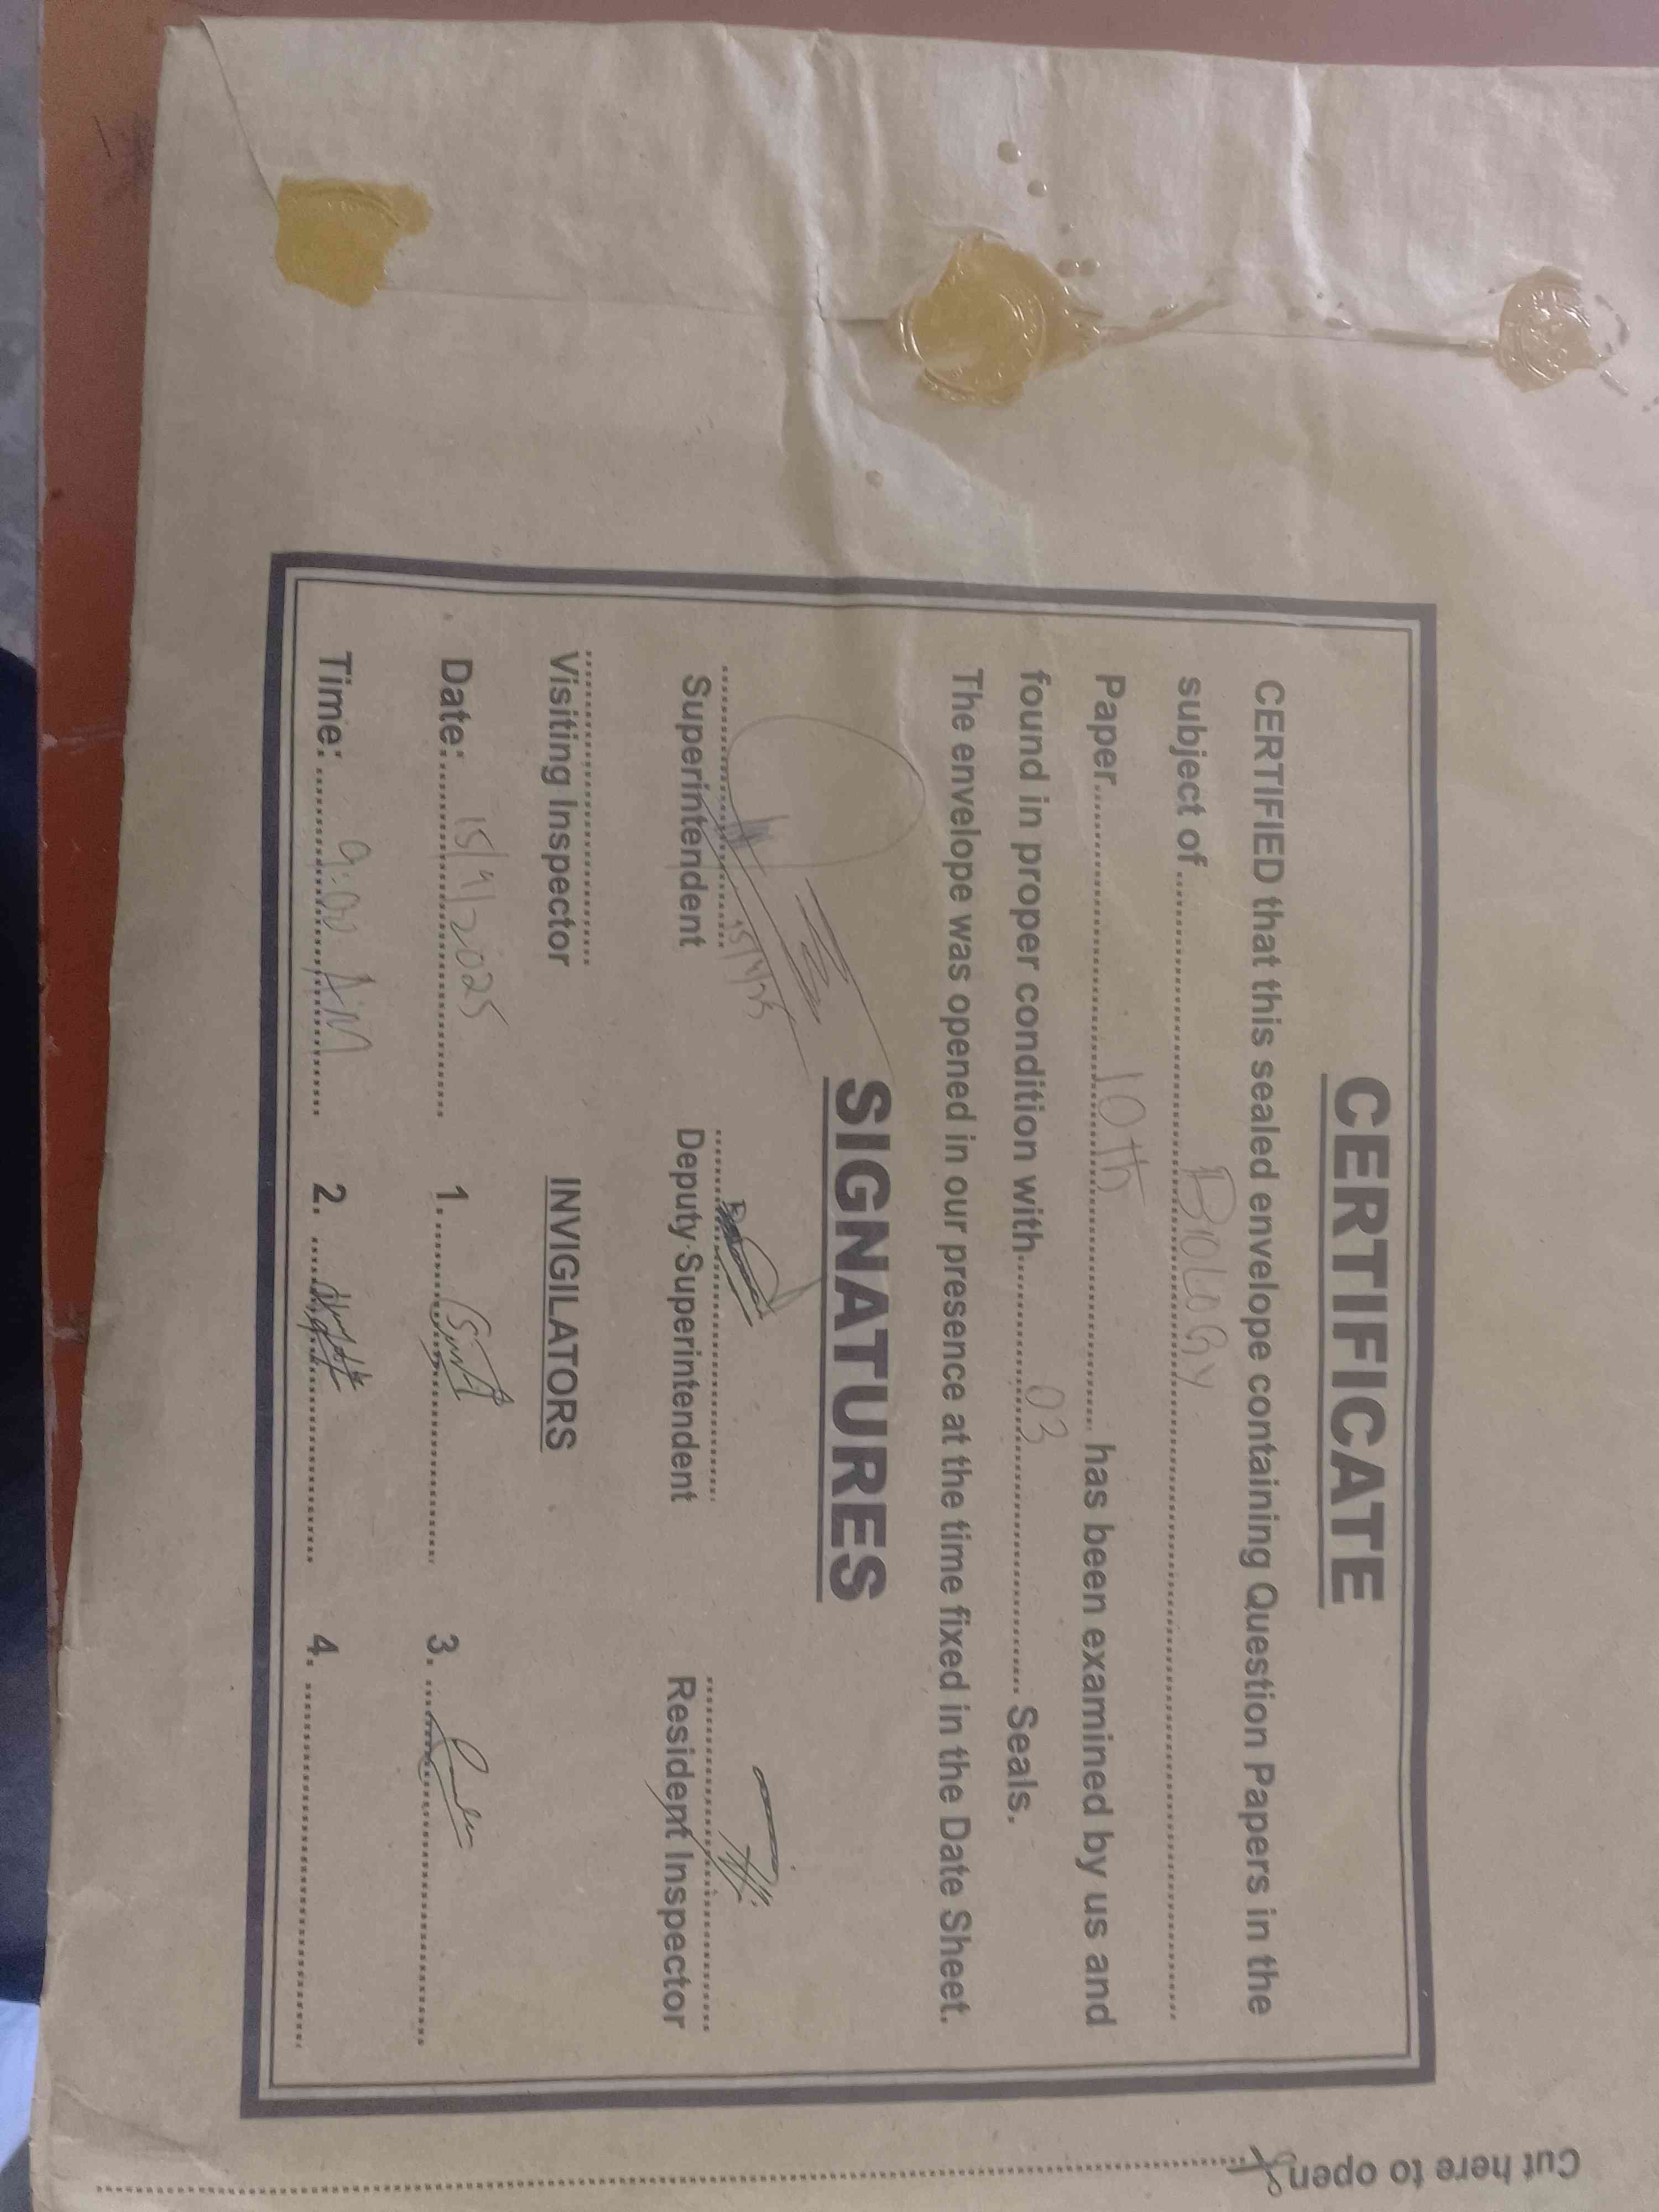 CERTIFICATE
CERTIFIED that this sealed envelope containing Question Papers in the
subject of ........ BIOLOGY ........
Paper ........ 10th ........ has been examined by us and
found in proper condition with ........ 03 ........ Seals.
The envelope was opened in our presence at the time fixed in the Date Sheet.
SIGNATURES
15/4/25
Superintendent Deputy Superintendent Resident Inspector
Visiting Inspector INVIGILATORS
Date: 15/4/2025 1. 3.
Time: 9:00 A:M 2. 4.
Cut here to open